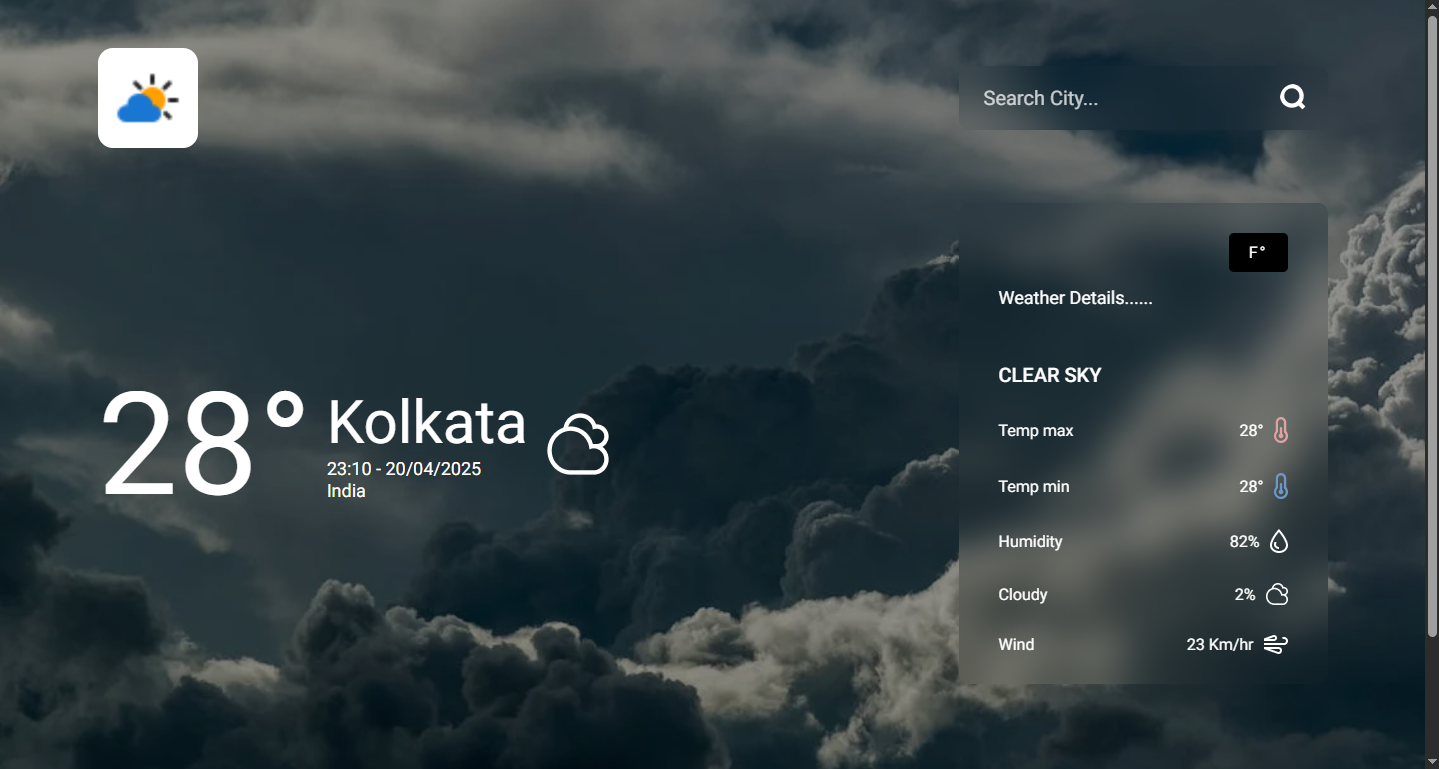 Search City...
28°
Kolkata
23:10 - 20/04/2025
India
F°
Weather Details......
CLEAR SKY
Temp max 28°
Temp min 28°
Humidity 82%
Cloudy 2%
Wind 23 Km/hr